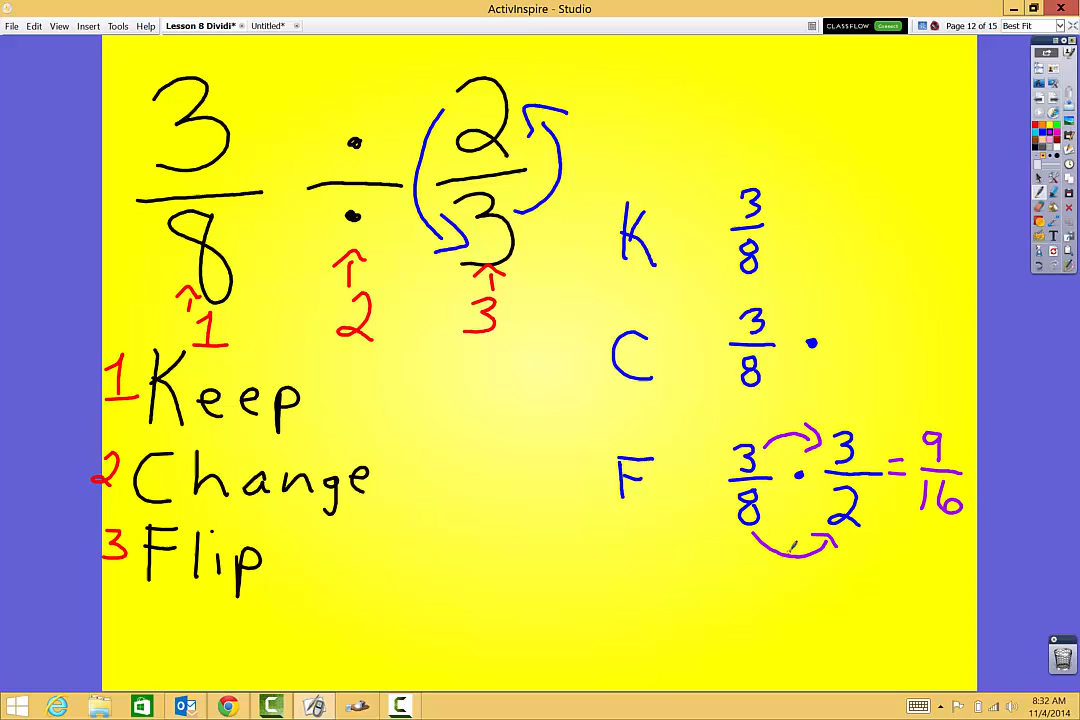 ActivInspire - Studio
File Edit View Insert Tools Help Lesson 8 Dividi* Untitled* CLASSFLOW Connect Page 12 of 15 Best Fit
3/8 ÷ 2/3
1 2 3
K 3/8
C 3/8 ·
F 3/8 · 3/2 = 9/16
1 Keep
2 Change
3 Flip
8:32 AM
11/4/2014